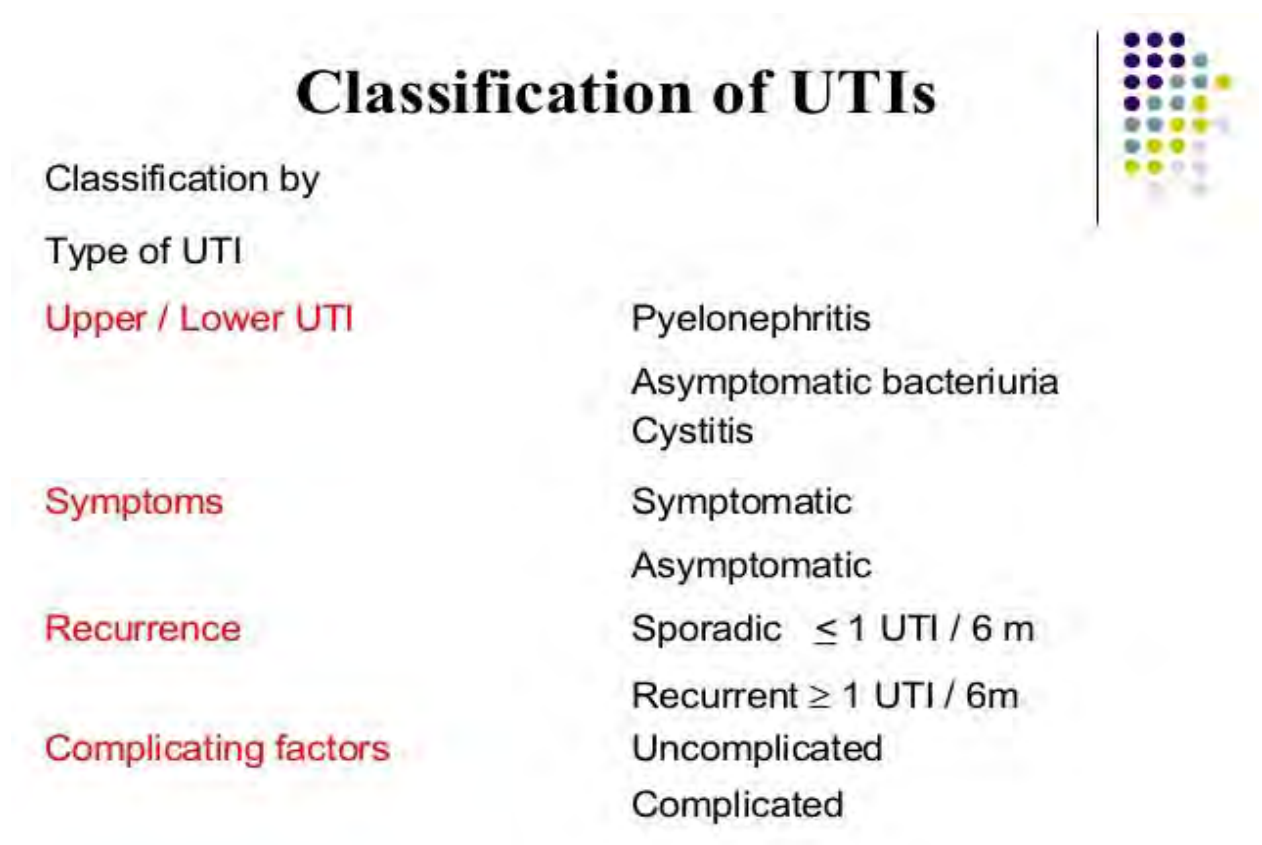 Classification of UTIs
Classification by
Type of UTI
Upper / Lower UTI Pyelonephritis
Asymptomatic bacteriuria
Cystitis
Symptoms Symptomatic
Asymptomatic
Recurrence Sporadic ≤ 1 UTI / 6 m
Recurrent ≥ 1 UTI / 6m
Complicating factors Uncomplicated
Complicated